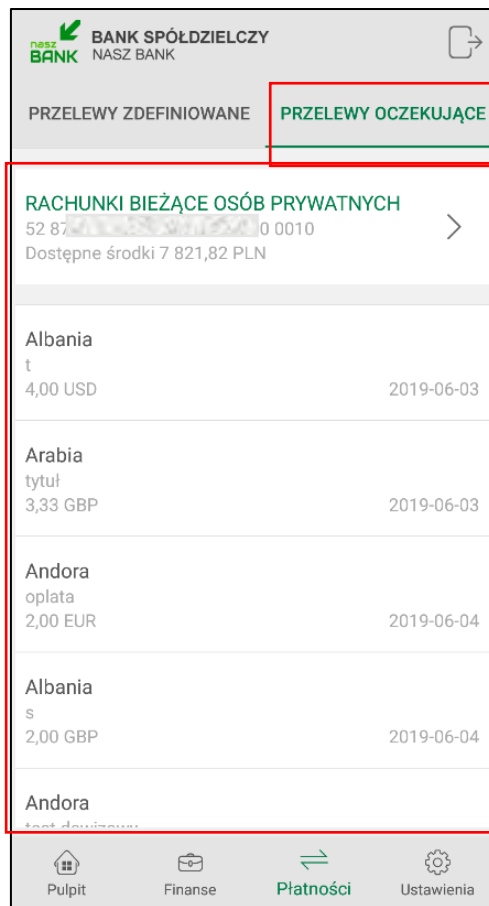 nasz BANK
BANK SPÓŁDZIELCZY
NASZ BANK
PRZELEWY ZDEFINIOWANE PRZELEWY OCZEKUJĄCE
RACHUNKI BIEŻĄCE OSÓB PRYWATNYCH
52 87 0 0010
Dostępne środki 7 821,82 PLN
Albania
t
4,00 USD 2019-06-03
Arabia
tytuł
3,33 GBP 2019-06-03
Andora
oplata
2,00 EUR 2019-06-04
Albania
s
2,00 GBP 2019-06-04
Andora
test dewizowy
Pulpit Finanse Płatności Ustawienia